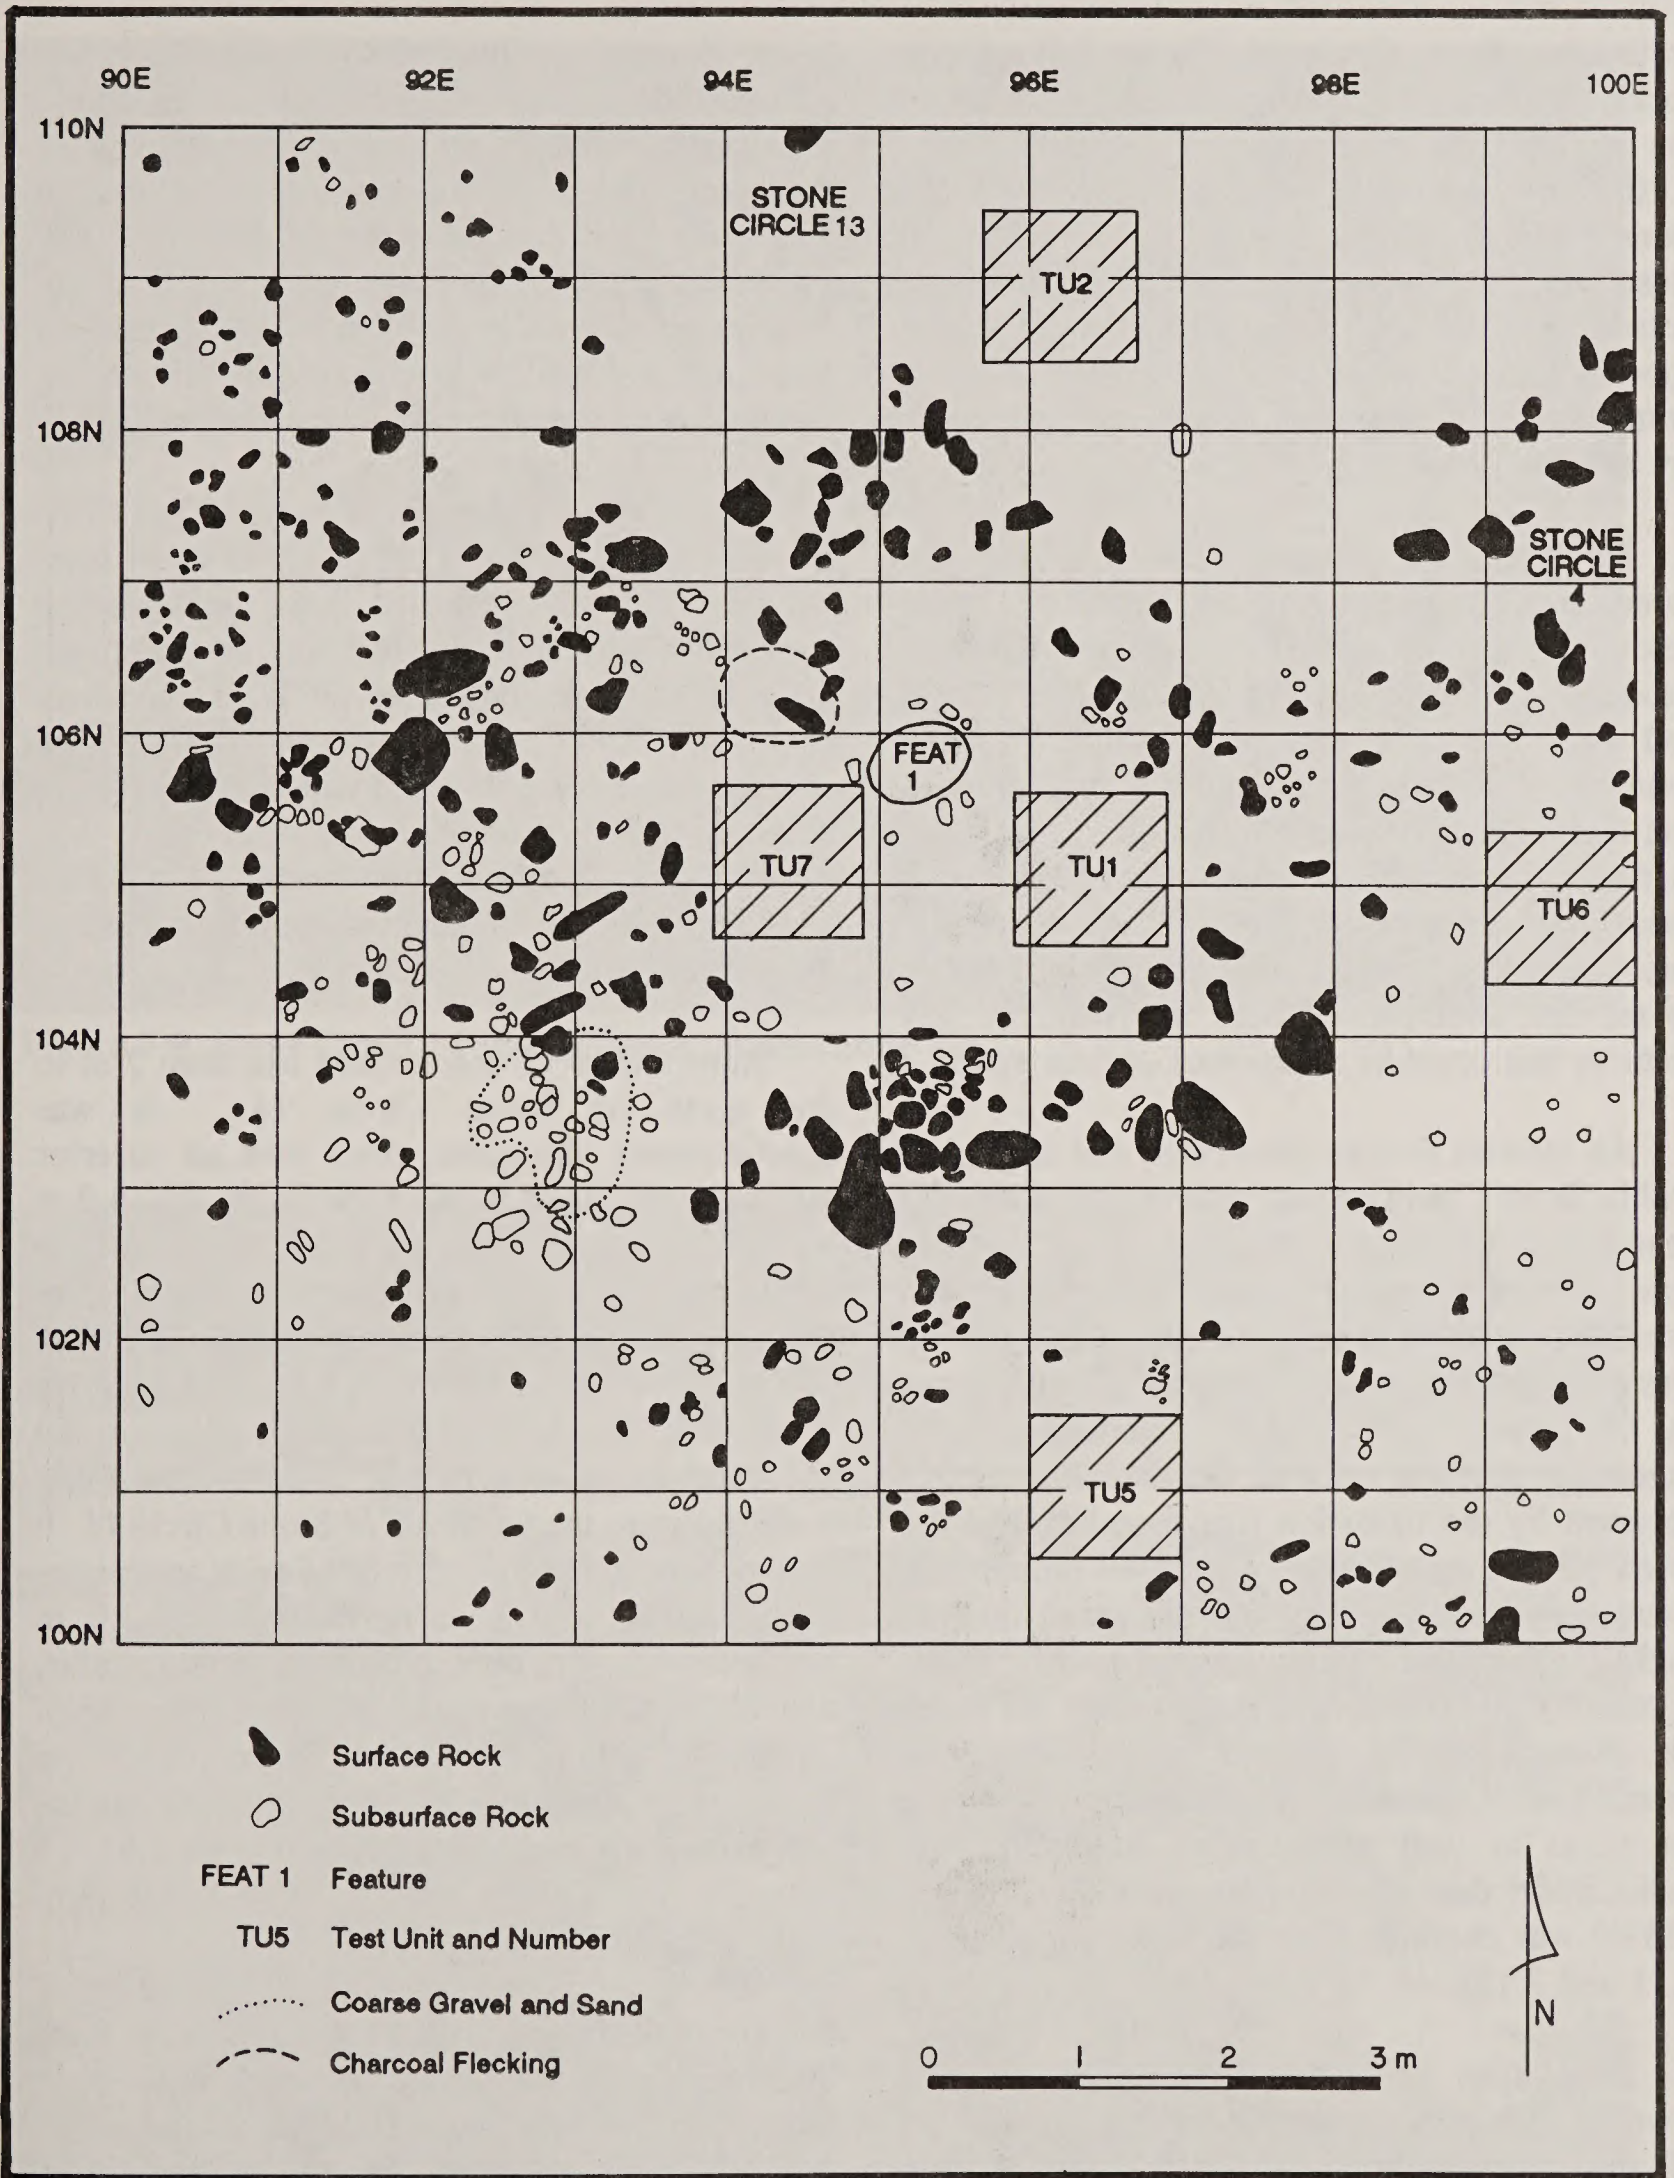 90E 92E 94E 96E 98E 100E
110N
STONE
CIRCLE 13
TU2
108N
STONE
CIRCLE
4
106N
FEAT
1
TU7
TU1
TU6
104N
102N
TU5
100N
Surface Rock
Subsurface Rock
FEAT 1 Feature
TU5 Test Unit and Number
Coarse Gravel and Sand
Charcoal Flecking
N
0 1 2 3 m